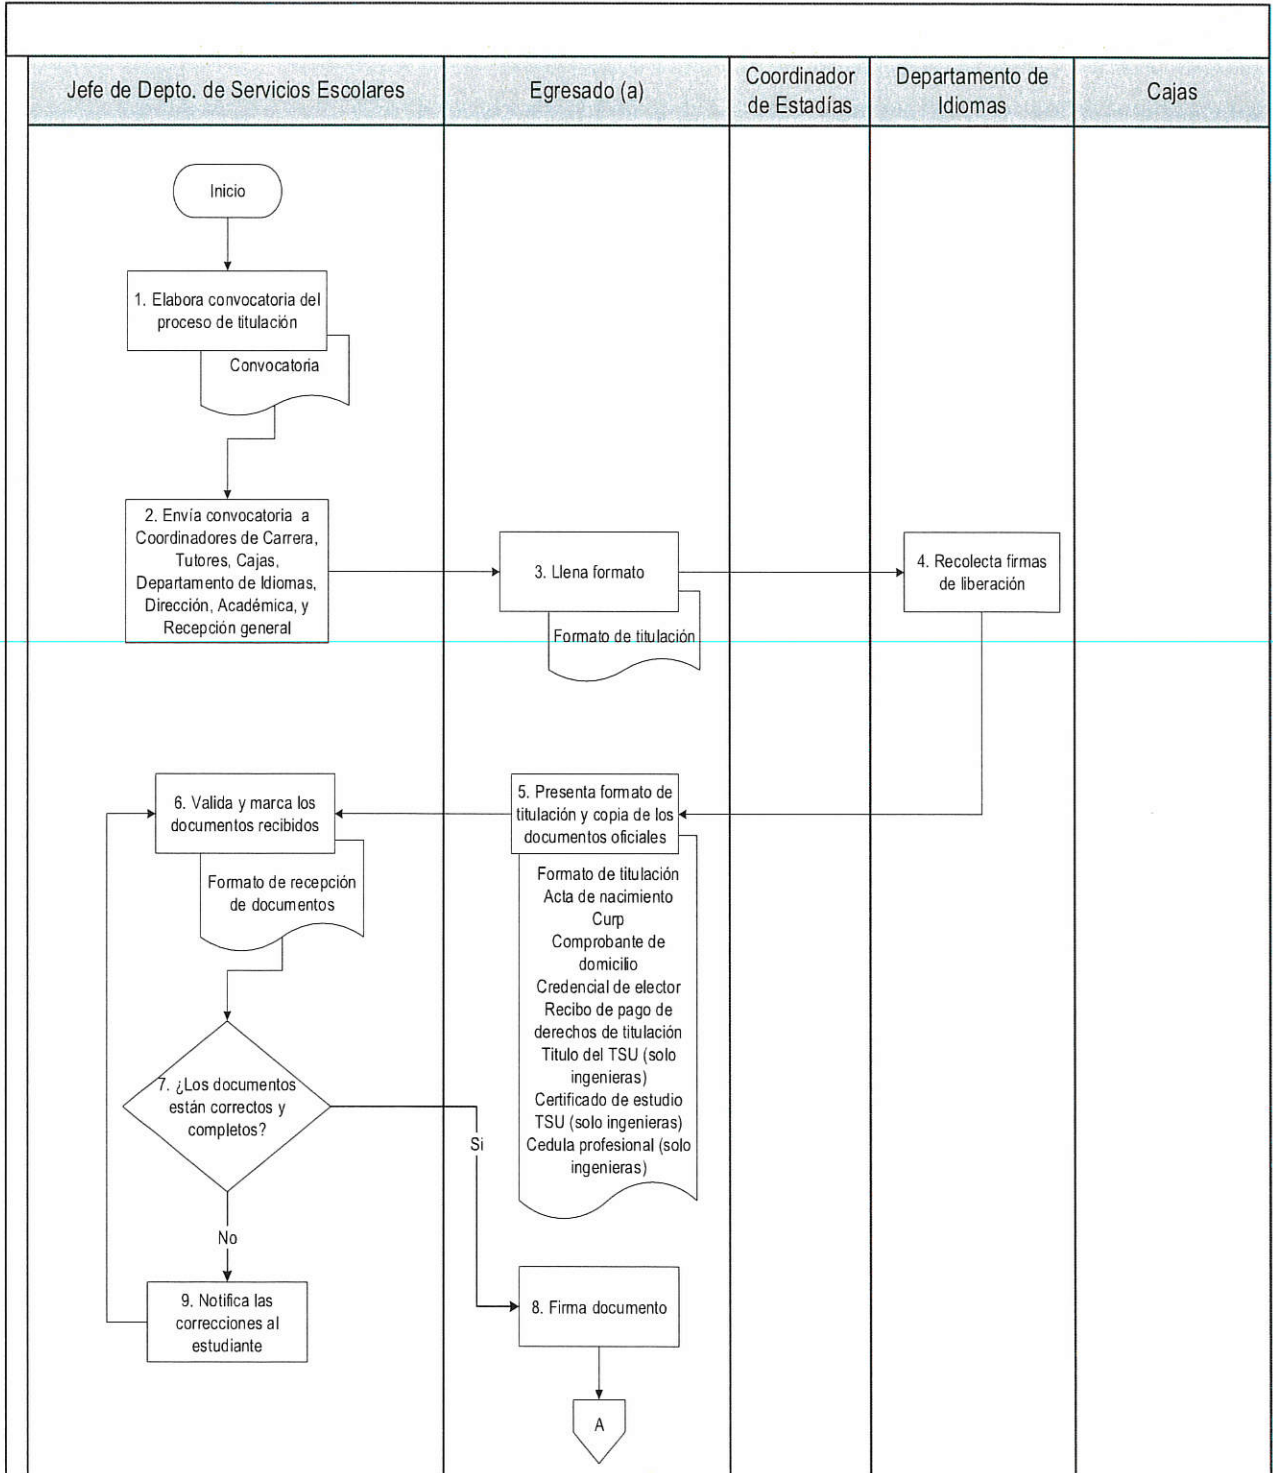 Jefe de Depto. de Servicios Escolares
Egresado (a)
Coordinador
de Estadías
Departamento de
Idiomas
Cajas
Inicio
1. Elabora convocatoria del
proceso de titulación
Convocatoria
2. Envía convocatoria a
Coordinadores de Carrera,
Tutores, Cajas,
Departamento de Idiomas,
Dirección, Académica, y
Recepción general
3. Llena formato
Formato de titulación
4. Recolecta firmas
de liberación
5. Presenta formato de
titulación y copia de los
documentos oficiales
Formato de titulación
Acta de nacimiento
Curp
Comprobante de
domicilio
Credencial de elector
Recibo de pago de
derechos de titulación
Titulo del TSU (solo
ingenieras)
Certificado de estudio
TSU (solo ingenieras)
Cedula profesional (solo
ingenieras)
6. Valida y marca los
documentos recibidos
Formato de recepción
de documentos
7. ¿Los documentos
están correctos y
completos?
Si
No
8. Firma documento
9. Notifica las
correcciones al
estudiante
A